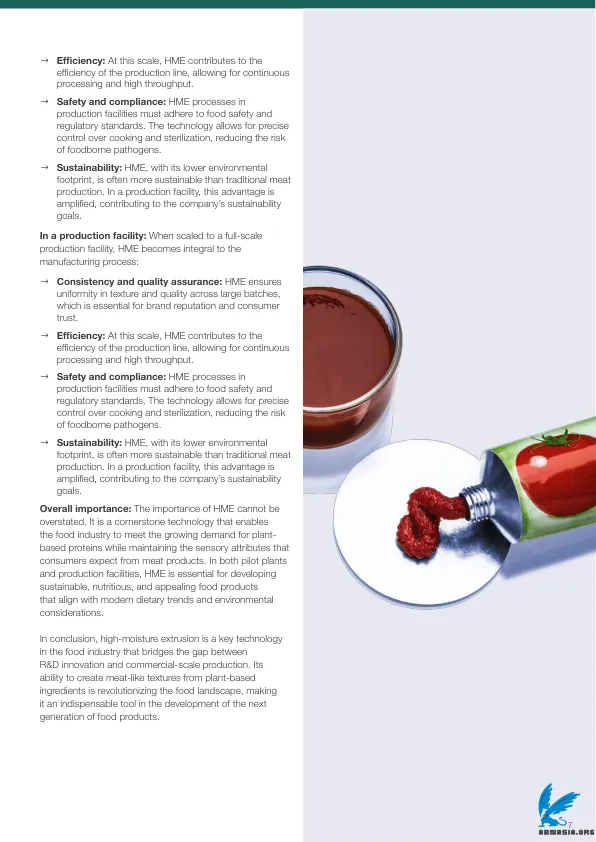 → Efficiency: At this scale, HME contributes to the
efficiency of the production line, allowing for continuous
processing and high throughput.
→ Safety and compliance: HME processes in
production facilities must adhere to food safety and
regulatory standards. The technology allows for precise
control over cooking and sterilization, reducing the risk
of foodborne pathogens.
→ Sustainability: HME, with its lower environmental
footprint, is often more sustainable than traditional meat
production. In a production facility, this advantage is
amplified, contributing to the company’s sustainability
goals.
In a production facility: When scaled to a full-scale
production facility, HME becomes integral to the
manufacturing process:
→ Consistency and quality assurance: HME ensures
uniformity in texture and quality across large batches,
which is essential for brand reputation and consumer
trust.
→ Efficiency: At this scale, HME contributes to the
efficiency of the production line, allowing for continuous
processing and high throughput.
→ Safety and compliance: HME processes in
production facilities must adhere to food safety and
regulatory standards. The technology allows for precise
control over cooking and sterilization, reducing the risk
of foodborne pathogens.
→ Sustainability: HME, with its lower environmental
footprint, is often more sustainable than traditional meat
production. In a production facility, this advantage is
amplified, contributing to the company’s sustainability
goals.
Overall importance: The importance of HME cannot be
overstated. It is a cornerstone technology that enables
the food industry to meet the growing demand for plant-
based proteins while maintaining the sensory attributes that
consumers expect from meat products. In both pilot plants
and production facilities, HME is essential for developing
sustainable, nutritious, and appealing food products
that align with modern dietary trends and environmental
considerations.
In conclusion, high-moisture extrusion is a key technology
in the food industry that bridges the gap between
R&D innovation and commercial-scale production. Its
ability to create meat-like textures from plant-based
ingredients is revolutionizing the food landscape, making
it an indispensable tool in the development of the next
generation of food products.
7
ABNASIA.ORG